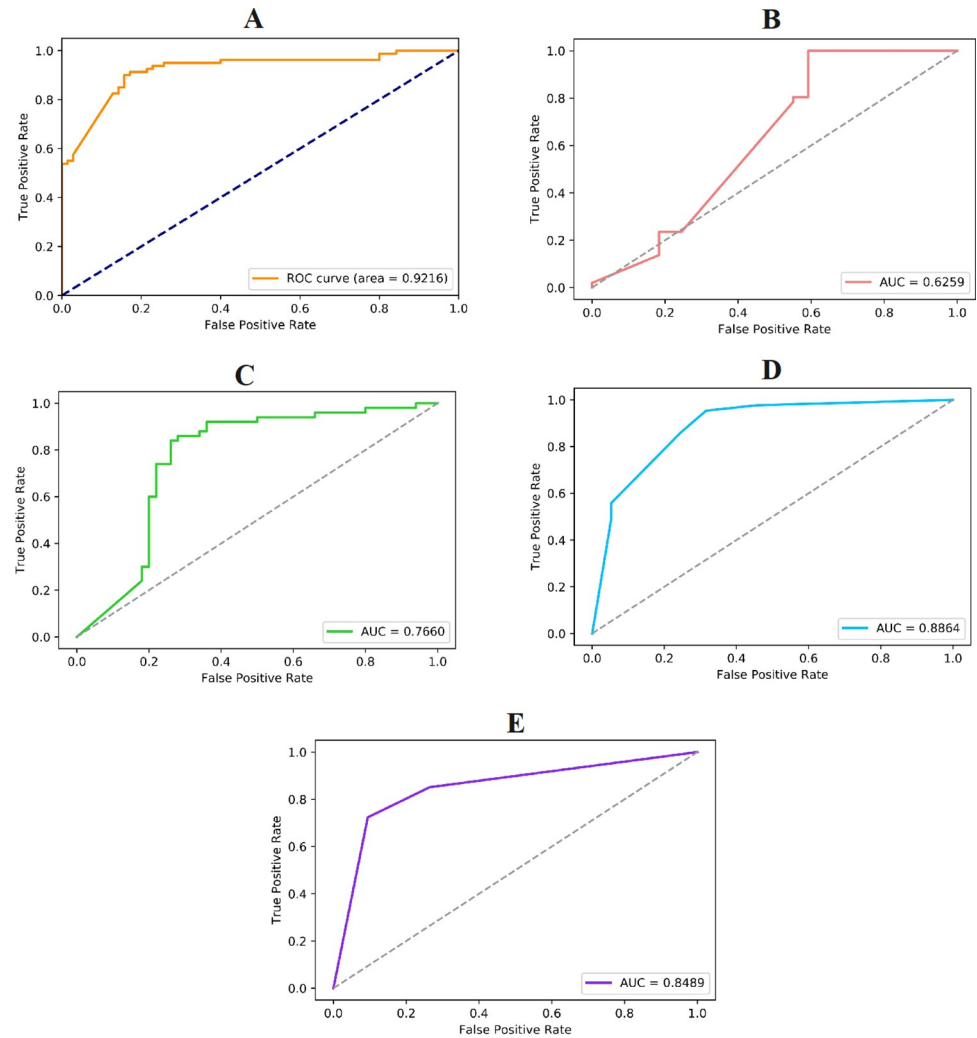 A
1.0
0.8
0.6
0.4
0.2
0.0
True Positive Rate
ROC curve (area = 0.9216)
0.0 0.2 0.4 0.6 0.8 1.0
False Positive Rate
B
1.0
0.8
0.6
0.4
0.2
0.0
True Positive Rate
AUC = 0.6259
0.0 0.2 0.4 0.6 0.8 1.0
False Positive Rate
C
1.0
0.8
0.6
0.4
0.2
0.0
True Positive Rate
AUC = 0.7660
0.0 0.2 0.4 0.6 0.8 1.0
False Positive Rate
D
1.0
0.8
0.6
0.4
0.2
0.0
True Positive Rate
AUC = 0.8864
0.0 0.2 0.4 0.6 0.8 1.0
False Positive Rate
E
1.0
0.8
0.6
0.4
0.2
0.0
True Positive Rate
AUC = 0.8489
0.0 0.2 0.4 0.6 0.8 1.0
False Positive Rate